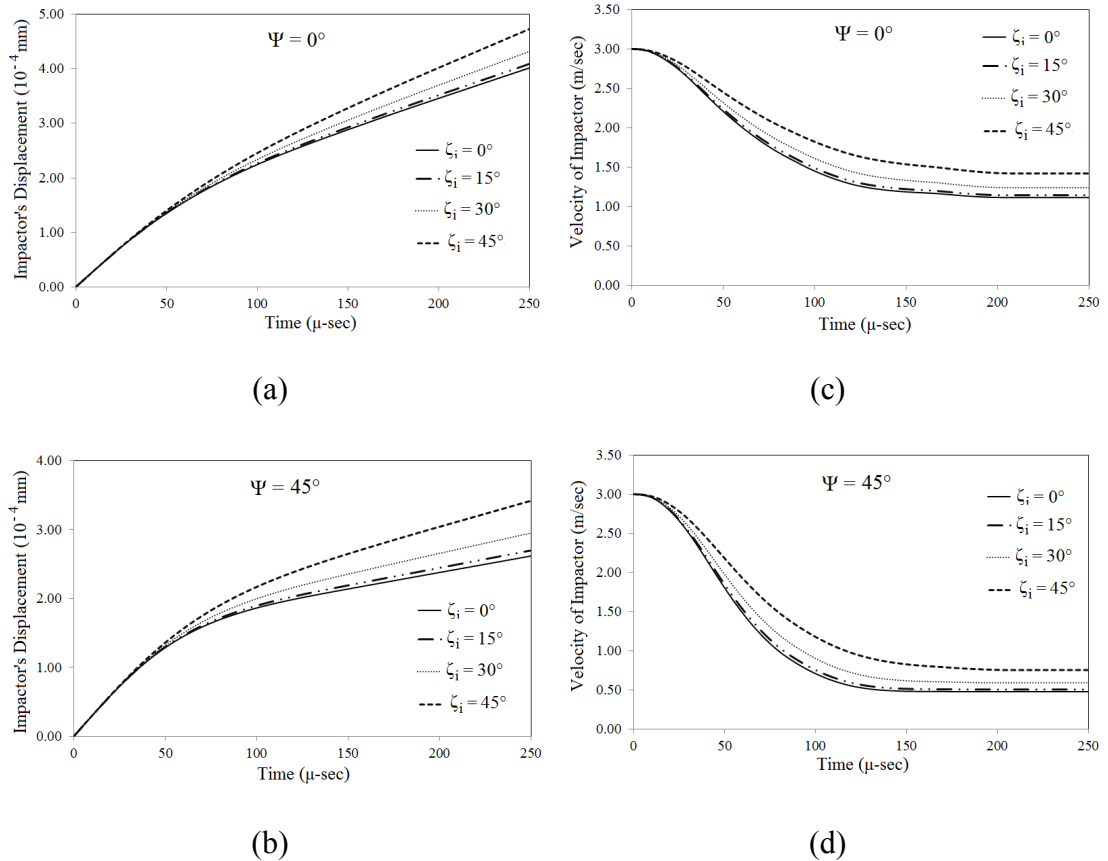 Impactor's Displacement (10⁻⁴ mm)
5.00
4.00
3.00
2.00
1.00
0.00
Ψ = 0°
ζi = 0°
ζi = 15°
ζi = 30°
ζi = 45°
0 50 100 150 200 250
Time (µ-sec)
(a)
Velocity of Impactor (m/sec)
3.50
3.00
2.50
2.00
1.50
1.00
0.50
0.00
Ψ = 0°
ζi = 0°
ζi = 15°
ζi = 30°
ζi = 45°
0 50 100 150 200 250
Time (µ-sec)
(c)
Impactor's Displacement (10⁻⁴ mm)
4.00
3.00
2.00
1.00
0.00
Ψ = 45°
ζi = 0°
ζi = 15°
ζi = 30°
ζi = 45°
0 50 100 150 200 250
Time (µ-sec)
(b)
Velocity of Impactor (m/sec)
3.50
3.00
2.50
2.00
1.50
1.00
0.50
0.00
Ψ = 45°
ζi = 0°
ζi = 15°
ζi = 30°
ζi = 45°
0 50 100 150 200 250
Time (µ-sec)
(d)